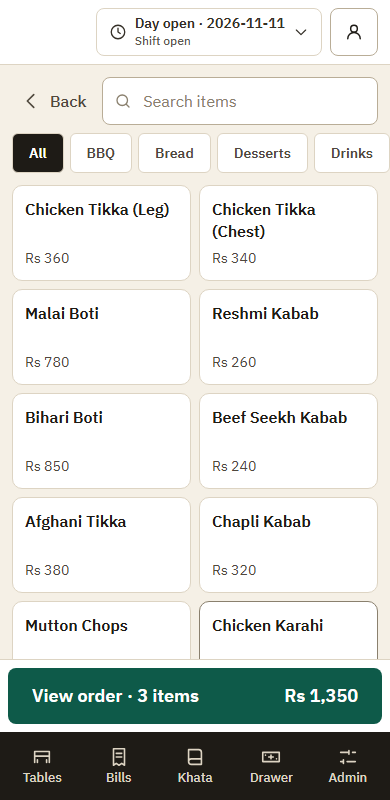 Day open · 2026-11-11
Shift open
Back
Search items
All
BBQ
Bread
Desserts
Drinks
Chicken Tikka (Leg)
Rs 360
Chicken Tikka
(Chest)
Rs 340
Malai Boti
Rs 780
Reshmi Kabab
Rs 260
Bihari Boti
Rs 850
Beef Seekh Kabab
Rs 240
Afghani Tikka
Rs 380
Chapli Kabab
Rs 320
Mutton Chops
Chicken Karahi
View order · 3 items
Rs 1,350
Tables
Bills
Khata
Drawer
Admin